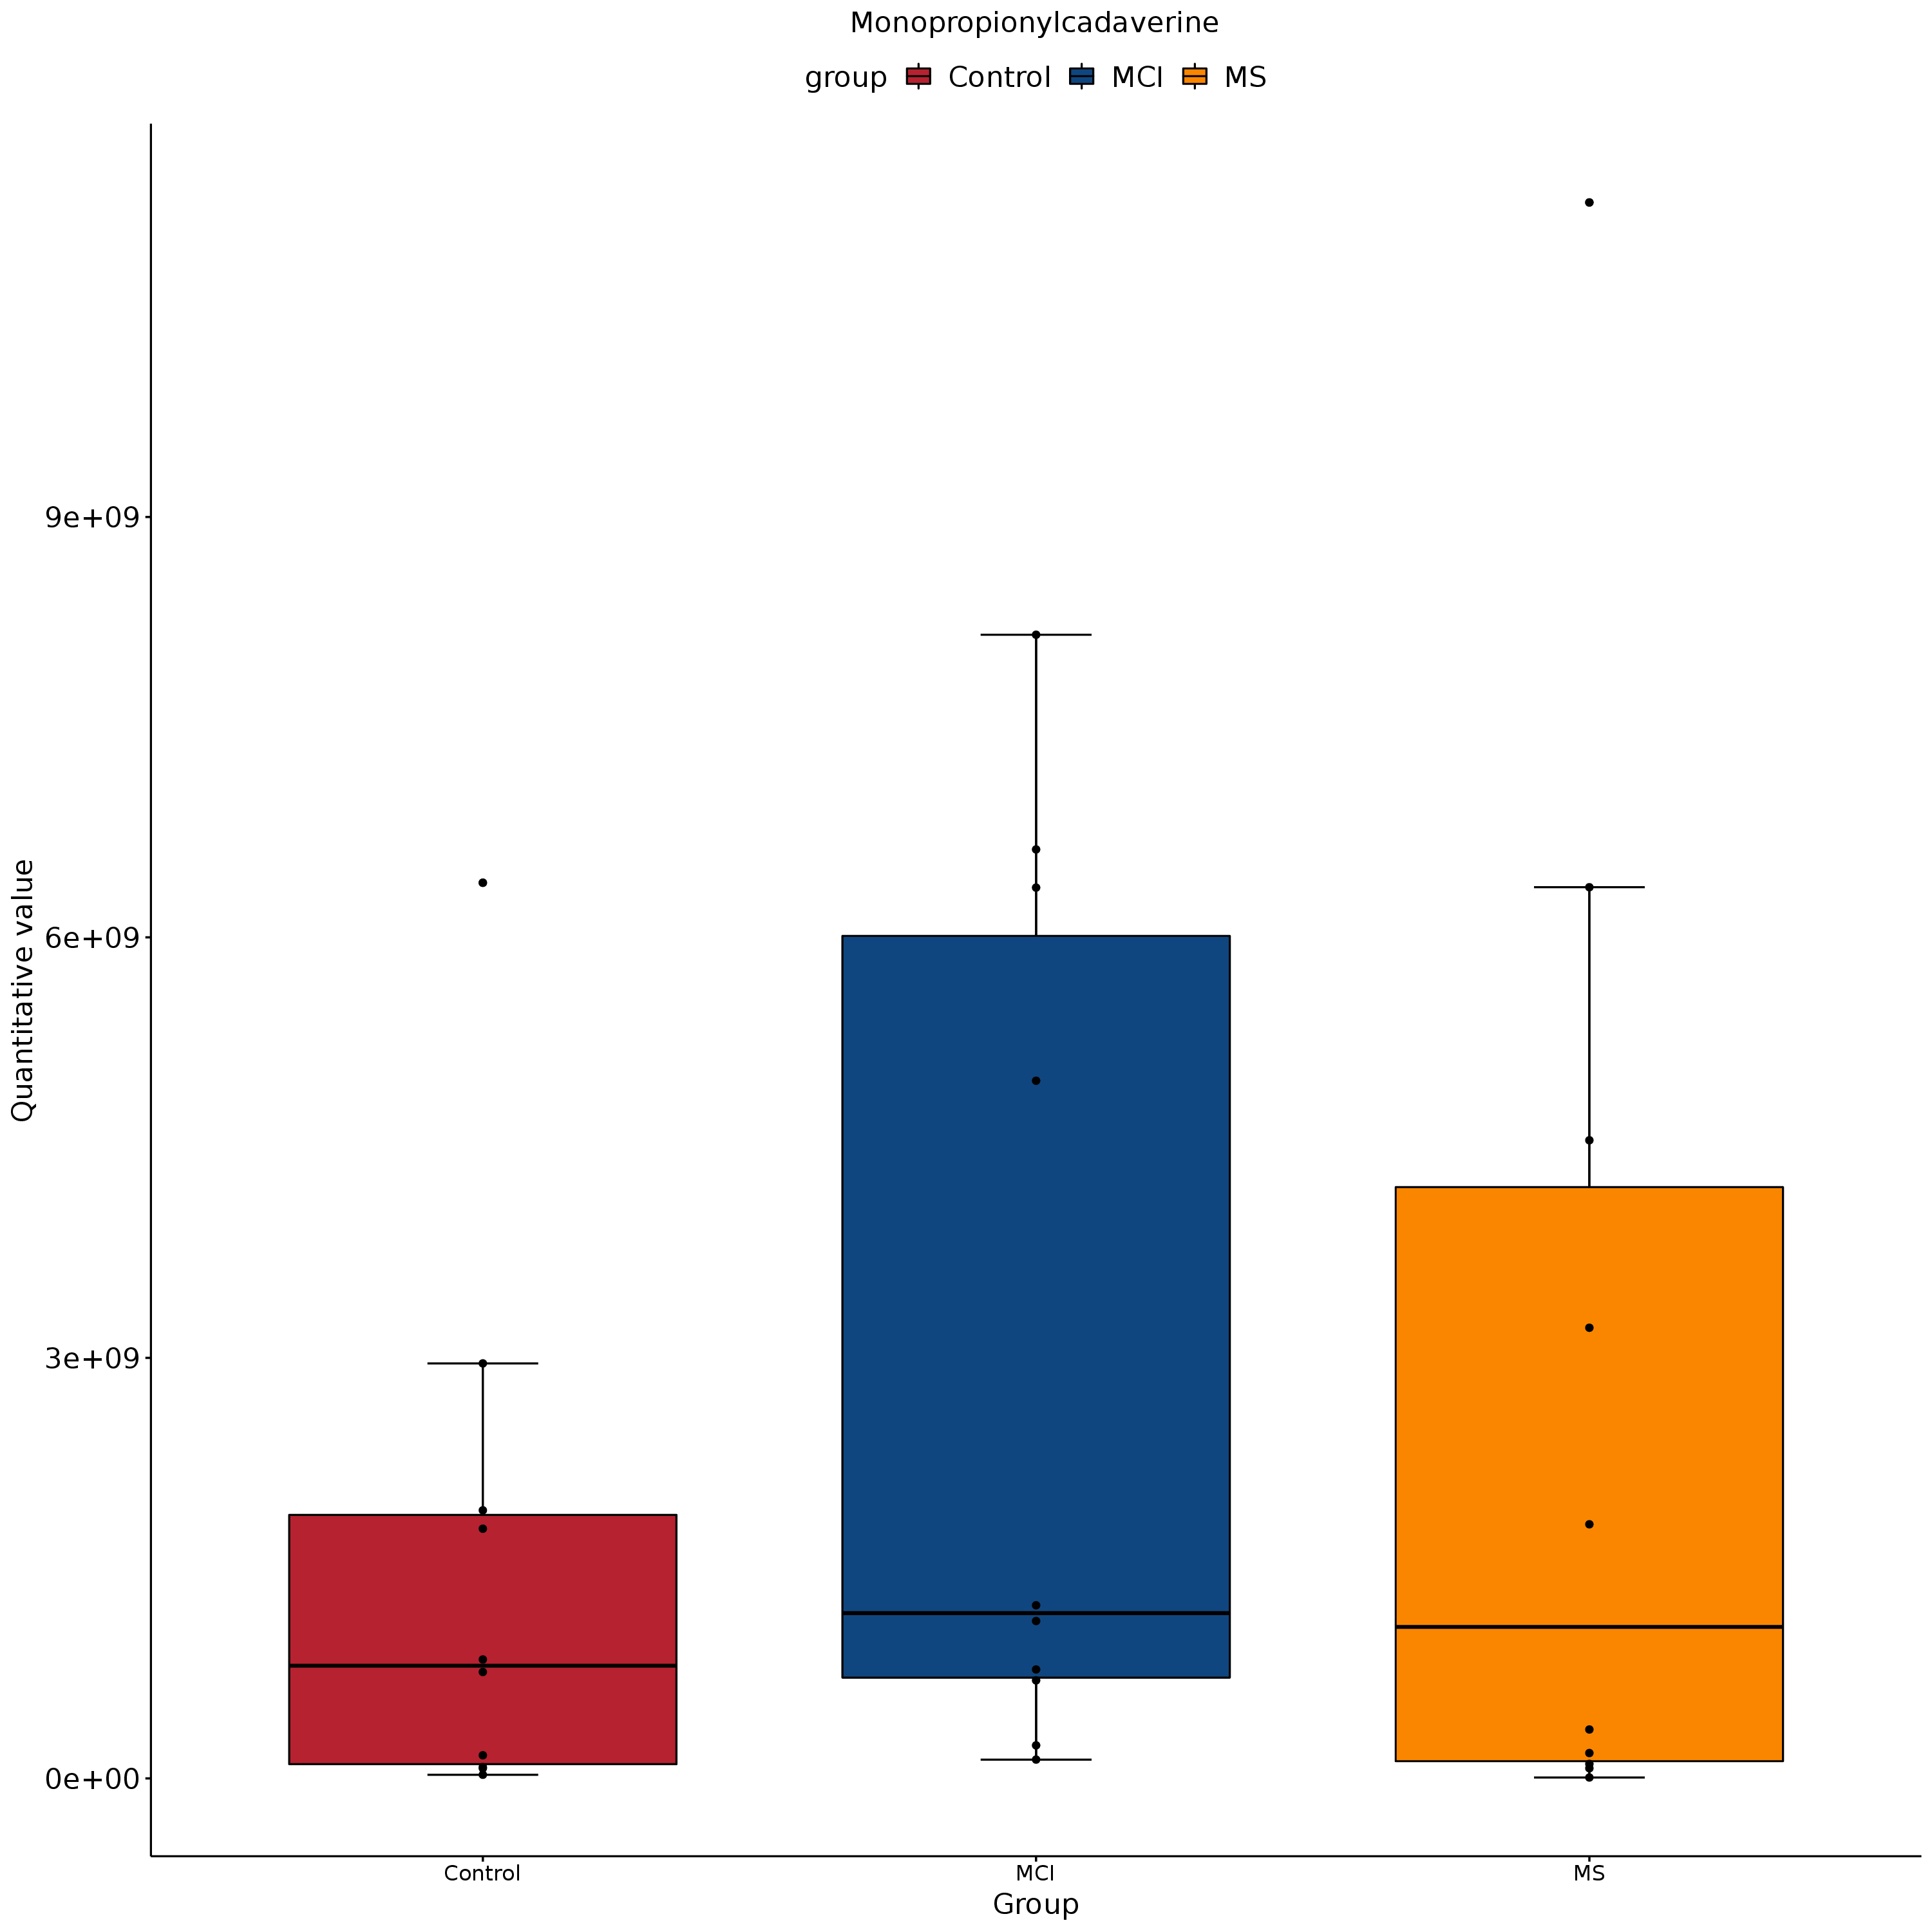 Monopropionylcadaverine
group Control MCI MS
Quantitative value
9e+09
6e+09
3e+09
0e+00
Control MCI MS
Group